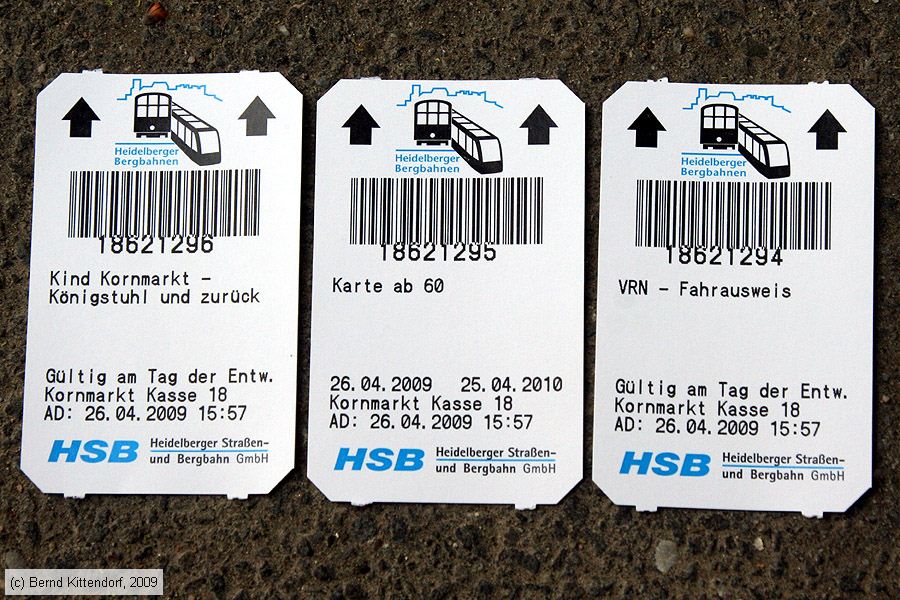 Heidelberger
Bergbahnen
18621296
Kind Kornmarkt -
Königstuhl und zurück
Gültig am Tag der Entw.
Kornmarkt Kasse 18
AD: 26.04.2009 15:57
HSB Heidelberger Straßen-
und Bergbahn GmbH
Heidelberger
Bergbahnen
18621295
Karte ab 60
26.04.2009 25.04.2010
Kornmarkt Kasse 18
AD: 26.04.2009 15:57
HSB Heidelberger Straßen-
und Bergbahn GmbH
Heidelberger
Bergbahnen
18621294
VRN - Fahrausweis
Gültig am Tag der Entw.
Kornmarkt Kasse 18
AD: 26.04.2009 15:57
HSB Heidelberger Straßen-
und Bergbahn GmbH
(c) Bernd Kittendorf, 2009